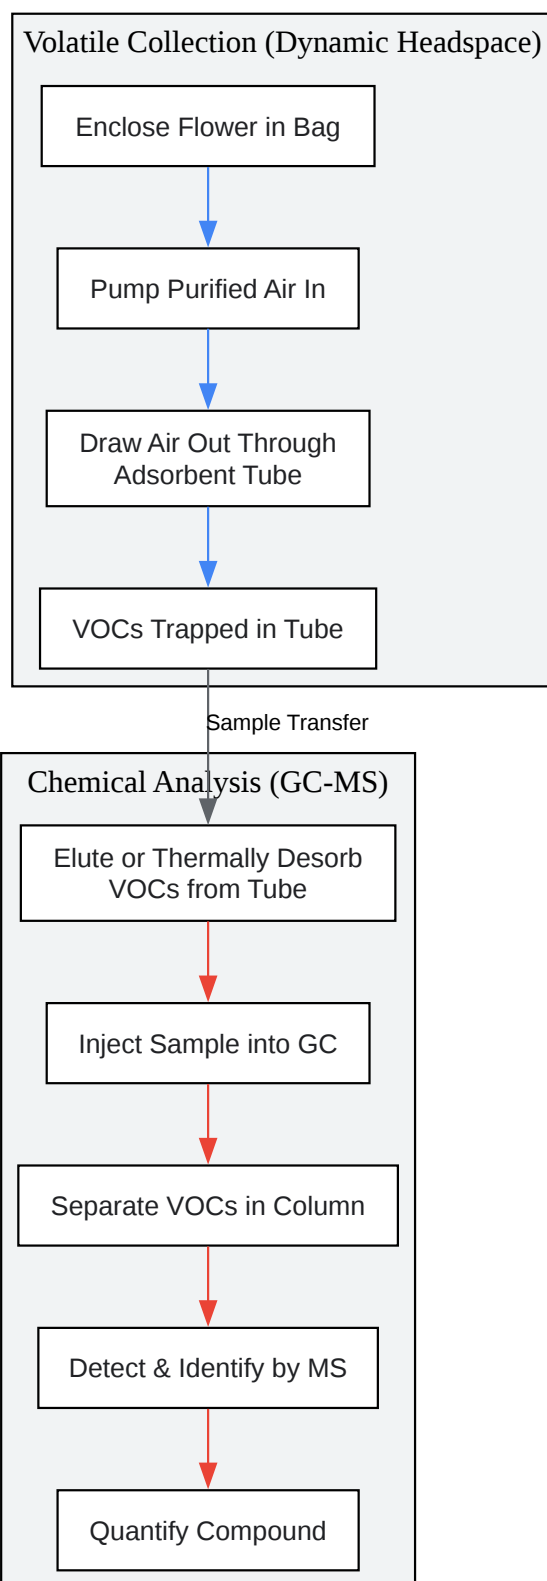 Volatile Collection (Dynamic Headspace)
Enclose Flower in Bag
Pump Purified Air In
Draw Air Out Through
Adsorbent Tube
VOCs Trapped in Tube
Sample Transfer
Chemical Analysis (GC-MS)
Elute or Thermally Desorb
VOCs from Tube
Inject Sample into GC
Separate VOCs in Column
Detect & Identify by MS
Quantify Compound